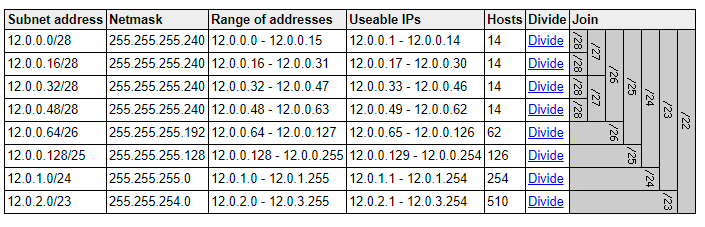 Subnet address Netmask Range of addresses Useable IPs Hosts Divide Join
12.0.0.0/28 255.255.255.240 12.0.0.0 - 12.0.0.15 12.0.0.1 - 12.0.0.14 14 Divide /28 /27 /26 /25 /24 /23 /22
12.0.0.16/28 255.255.255.240 12.0.0.16 - 12.0.0.31 12.0.0.17 - 12.0.0.30 14 Divide /28
12.0.0.32/28 255.255.255.240 12.0.0.32 - 12.0.0.47 12.0.0.33 - 12.0.0.46 14 Divide /28 /27
12.0.0.48/28 255.255.255.240 12.0.0.48 - 12.0.0.63 12.0.0.49 - 12.0.0.62 14 Divide /28
12.0.0.64/26 255.255.255.192 12.0.0.64 - 12.0.0.127 12.0.0.65 - 12.0.0.126 62 Divide /26
12.0.0.128/25 255.255.255.128 12.0.0.128 - 12.0.0.255 12.0.0.129 - 12.0.0.254 126 Divide /25
12.0.1.0/24 255.255.255.0 12.0.1.0 - 12.0.1.255 12.0.1.1 - 12.0.1.254 254 Divide /24
12.0.2.0/23 255.255.254.0 12.0.2.0 - 12.0.3.255 12.0.2.1 - 12.0.3.254 510 Divide /23